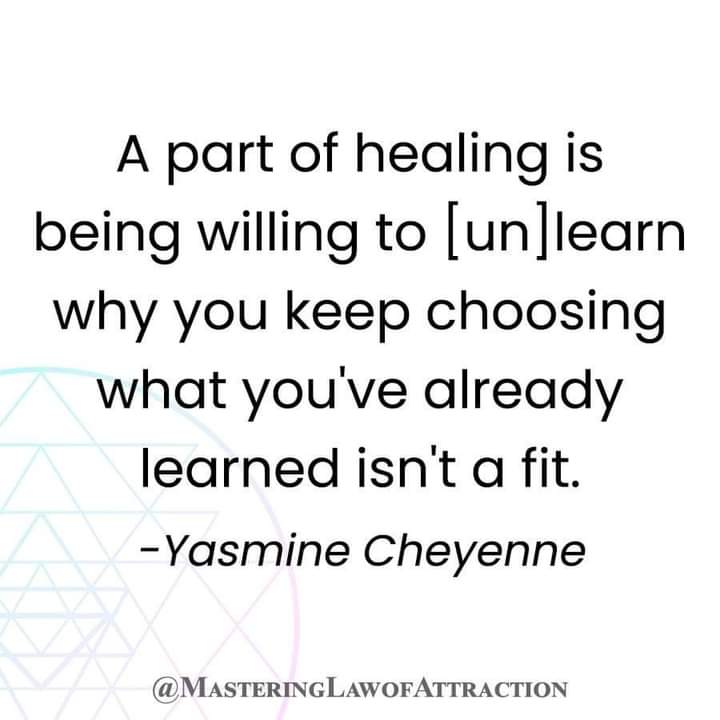 A part of healing is
being willing to [un]learn
why you keep choosing
what you've already
learned isn't a fit.
-Yasmine Cheyenne
@MasteringLawofAttraction